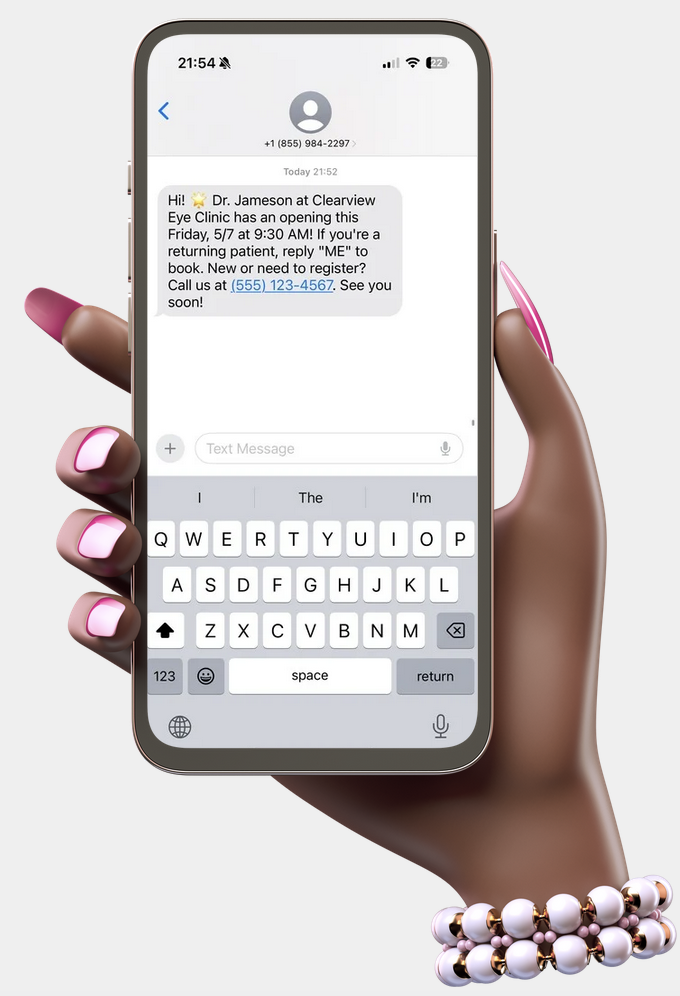 21:54
22
+1 (855) 984-2297
Today 21:52
Hi! 🌟 Dr. Jameson at Clearview
Eye Clinic has an opening this
Friday, 5/7 at 9:30 AM! If you're a
returning patient, reply "ME" to
book. New or need to register?
Call us at (555) 123-4567. See you
soon!
Text Message
I The I'm
Q W E R T Y U I O P
A S D F G H J K L
Z X C V B N M
123 space return